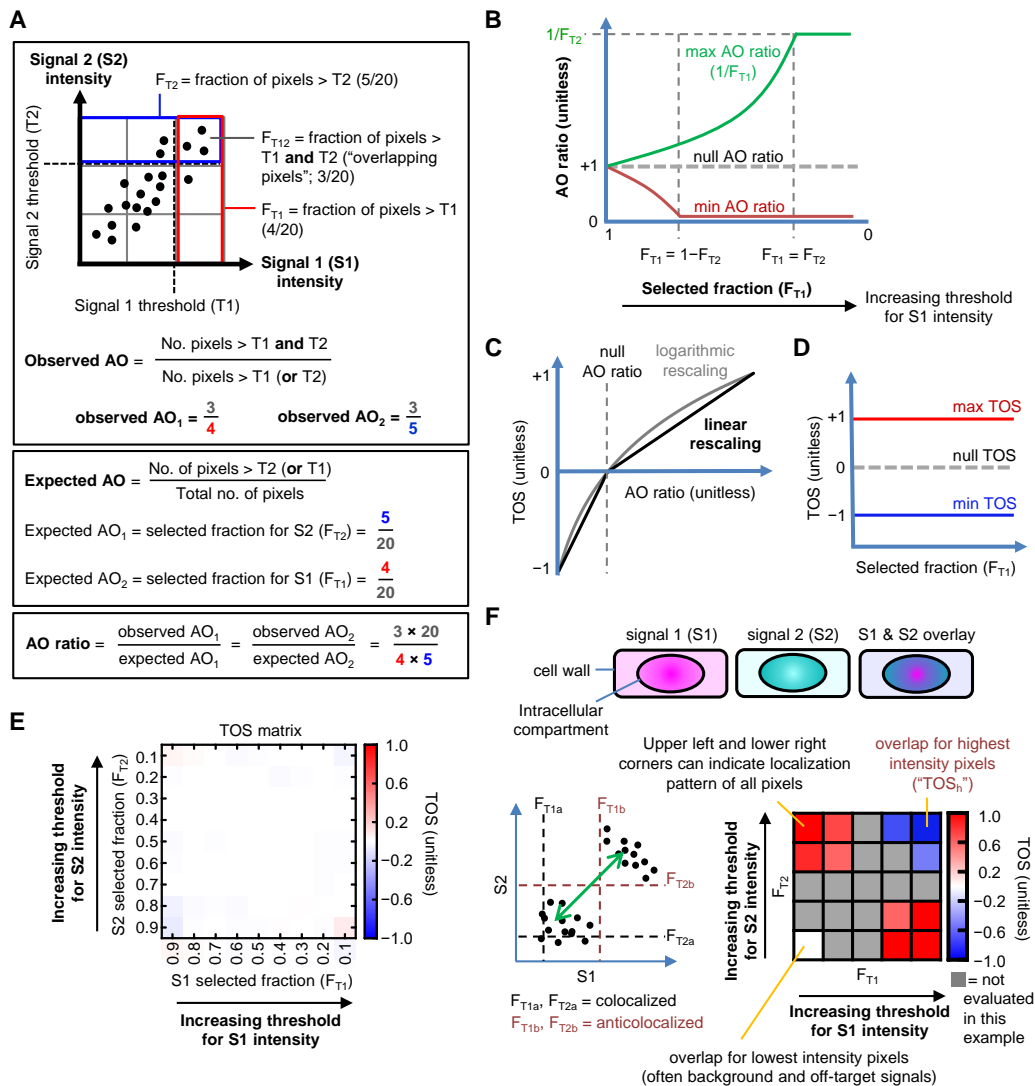 A
Signal 2 (S2)
intensity
F_T2 = fraction of pixels > T2 (5/20)
F_T12 = fraction of pixels >
T1 and T2 ("overlapping
pixels"; 3/20)
F_T1 = fraction of pixels > T1
(4/20)
Signal 2 threshold (T2)
Signal 1 (S1)
intensity
Signal 1 threshold (T1)
Observed AO = No. pixels > T1 and T2
No. pixels > T1 (or T2)
observed AO1 = 3/4 observed AO2 = 3/5
Expected AO = No. of pixels > T2 (or T1)
Total no. of pixels
Expected AO1 = selected fraction for S2 (F_T2) = 5/20
Expected AO2 = selected fraction for S1 (F_T1) = 4/20
AO ratio = observed AO1 / expected AO1 = observed AO2 / expected AO2 = 3 × 20 / 4 × 5
B
1/F_T2
max AO ratio
(1/F_T1)
AO ratio (unitless)
null AO ratio
+1
min AO ratio
0
1
0
F_T1 = 1−F_T2
F_T1 = F_T2
Selected fraction (F_T1)
Increasing threshold
for S1 intensity
C
null
AO ratio
logarithmic
rescaling
+1
linear
rescaling
TOS (unitless)
0
AO ratio (unitless)
−1
D
+1
max TOS
TOS (unitless)
0
null TOS
−1
min TOS
Selected fraction (F_T1)
E
TOS matrix
Increasing threshold
for S2 intensity
S2 selected fraction (F_T2)
0.1
0.2
0.3
0.4
0.5
0.6
0.7
0.8
0.9
0.9 0.8 0.7 0.6 0.5 0.4 0.3 0.2 0.1
S1 selected fraction (F_T1)
Increasing threshold
for S1 intensity
1.0
0.6
0.2
−0.2
−0.6
−1.0
TOS (unitless)
F
signal 1 (S1)
signal 2 (S2)
S1 & S2 overlay
cell wall
Intracellular
compartment
Upper left and lower right
corners can indicate localization
pattern of all pixels
overlap for highest
intensity pixels
("TOS_h")
F_T1a
F_T1b
S2
F_T2b
F_T2a
S1
F_T1a, F_T2a = colocalized
F_T1b, F_T2b = anticolocalized
Increasing threshold
for S2 intensity
F_T2
F_T1
Increasing threshold
for S1 intensity
1.0
0.6
0.2
−0.2
−0.6
-1.0
TOS (unitless)
= not
evaluated
in this
example
overlap for lowest intensity pixels
(often background and off-target signals)